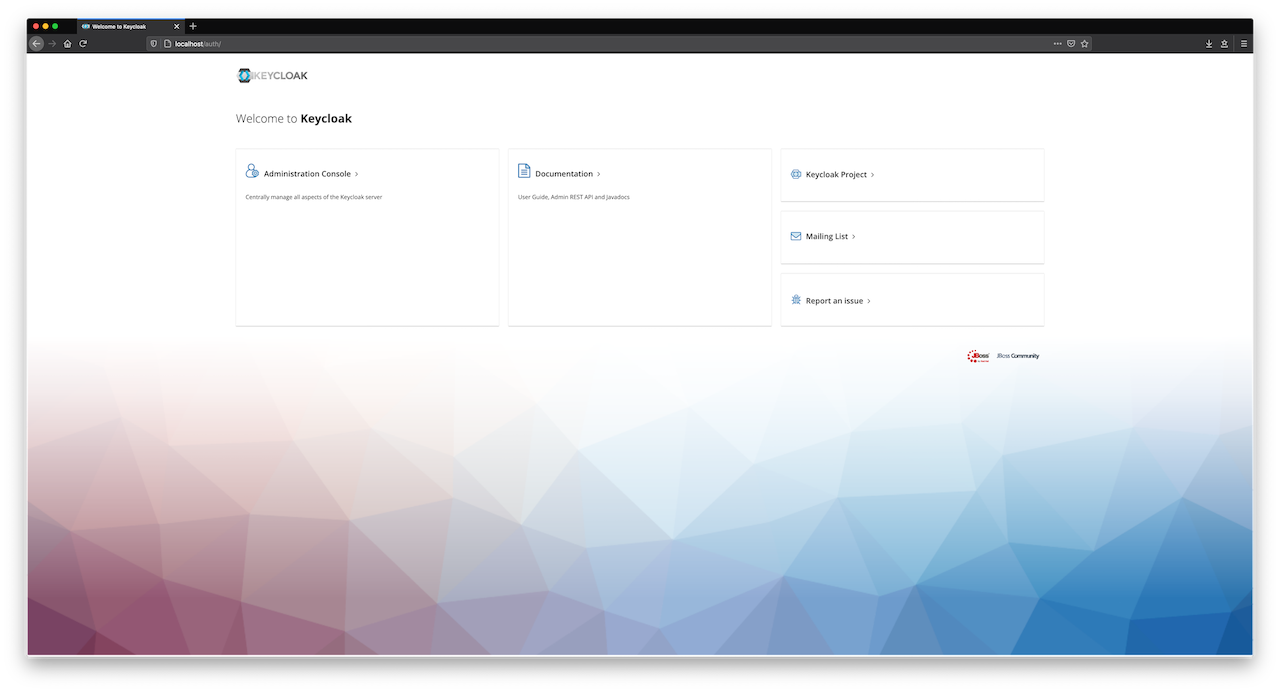 Welcome to Keycloak
localhost/auth/
KEYCLOAK
Welcome to Keycloak
Administration Console
Centrally manage all aspects of the Keycloak server
Documentation
User Guide, Admin REST API and Javadocs
Keycloak Project
Mailing List
Report an issue
JBoss JBoss Community